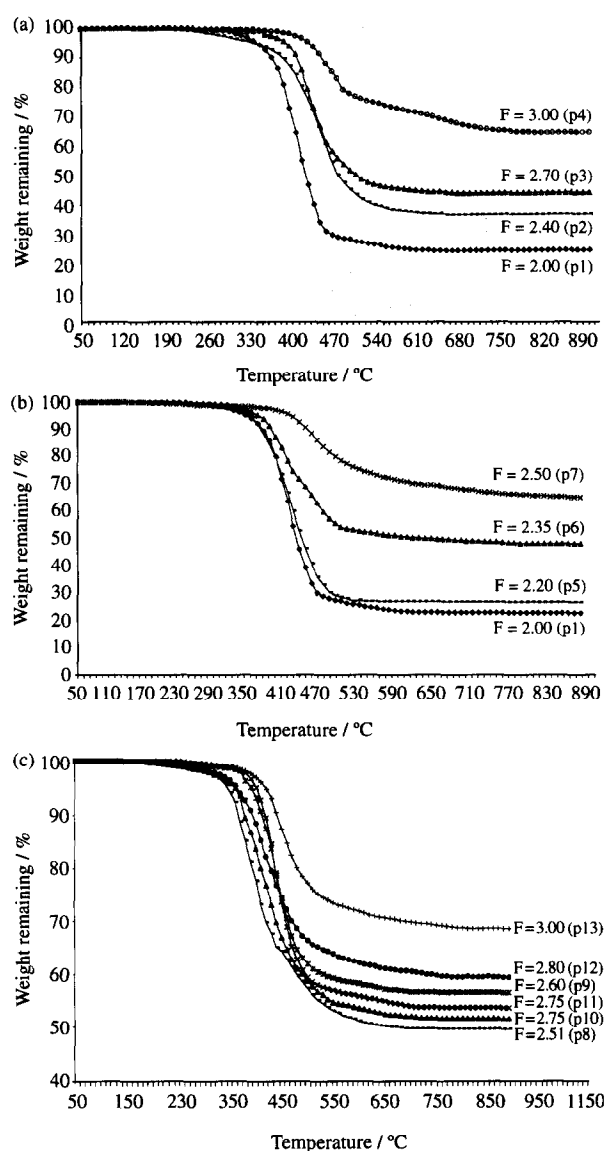 (a)
100
90
80
70
60
50
40
30
20
10
0
Weight remaining / %
F = 3.00 (p4)
F = 2.70 (p3)
F = 2.40 (p2)
F = 2.00 (p1)
50 120 190 260 330 400 470 540 610 680 750 820 890
Temperature / °C
(b)
100
90
80
70
60
50
40
30
20
10
0
Weight remaining / %
F = 2.50 (p7)
F = 2.35 (p6)
F = 2.20 (p5)
F = 2.00 (p1)
50 110 170 230 290 350 410 470 530 590 650 710 770 830 890
Temperature / °C
(c)
100
90
80
70
60
50
40
Weight remaining / %
F=3.00 (p13)
F=2.80 (p12)
F=2.60 (p9)
F=2.75 (p11)
F=2.75 (p10)
F=2.51 (p8)
50 150 230 350 450 550 650 750 850 950 1050 1150
Temperature / °C